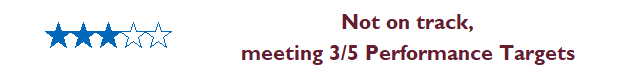 Not on track,
meeting 3/5 Performance Targets